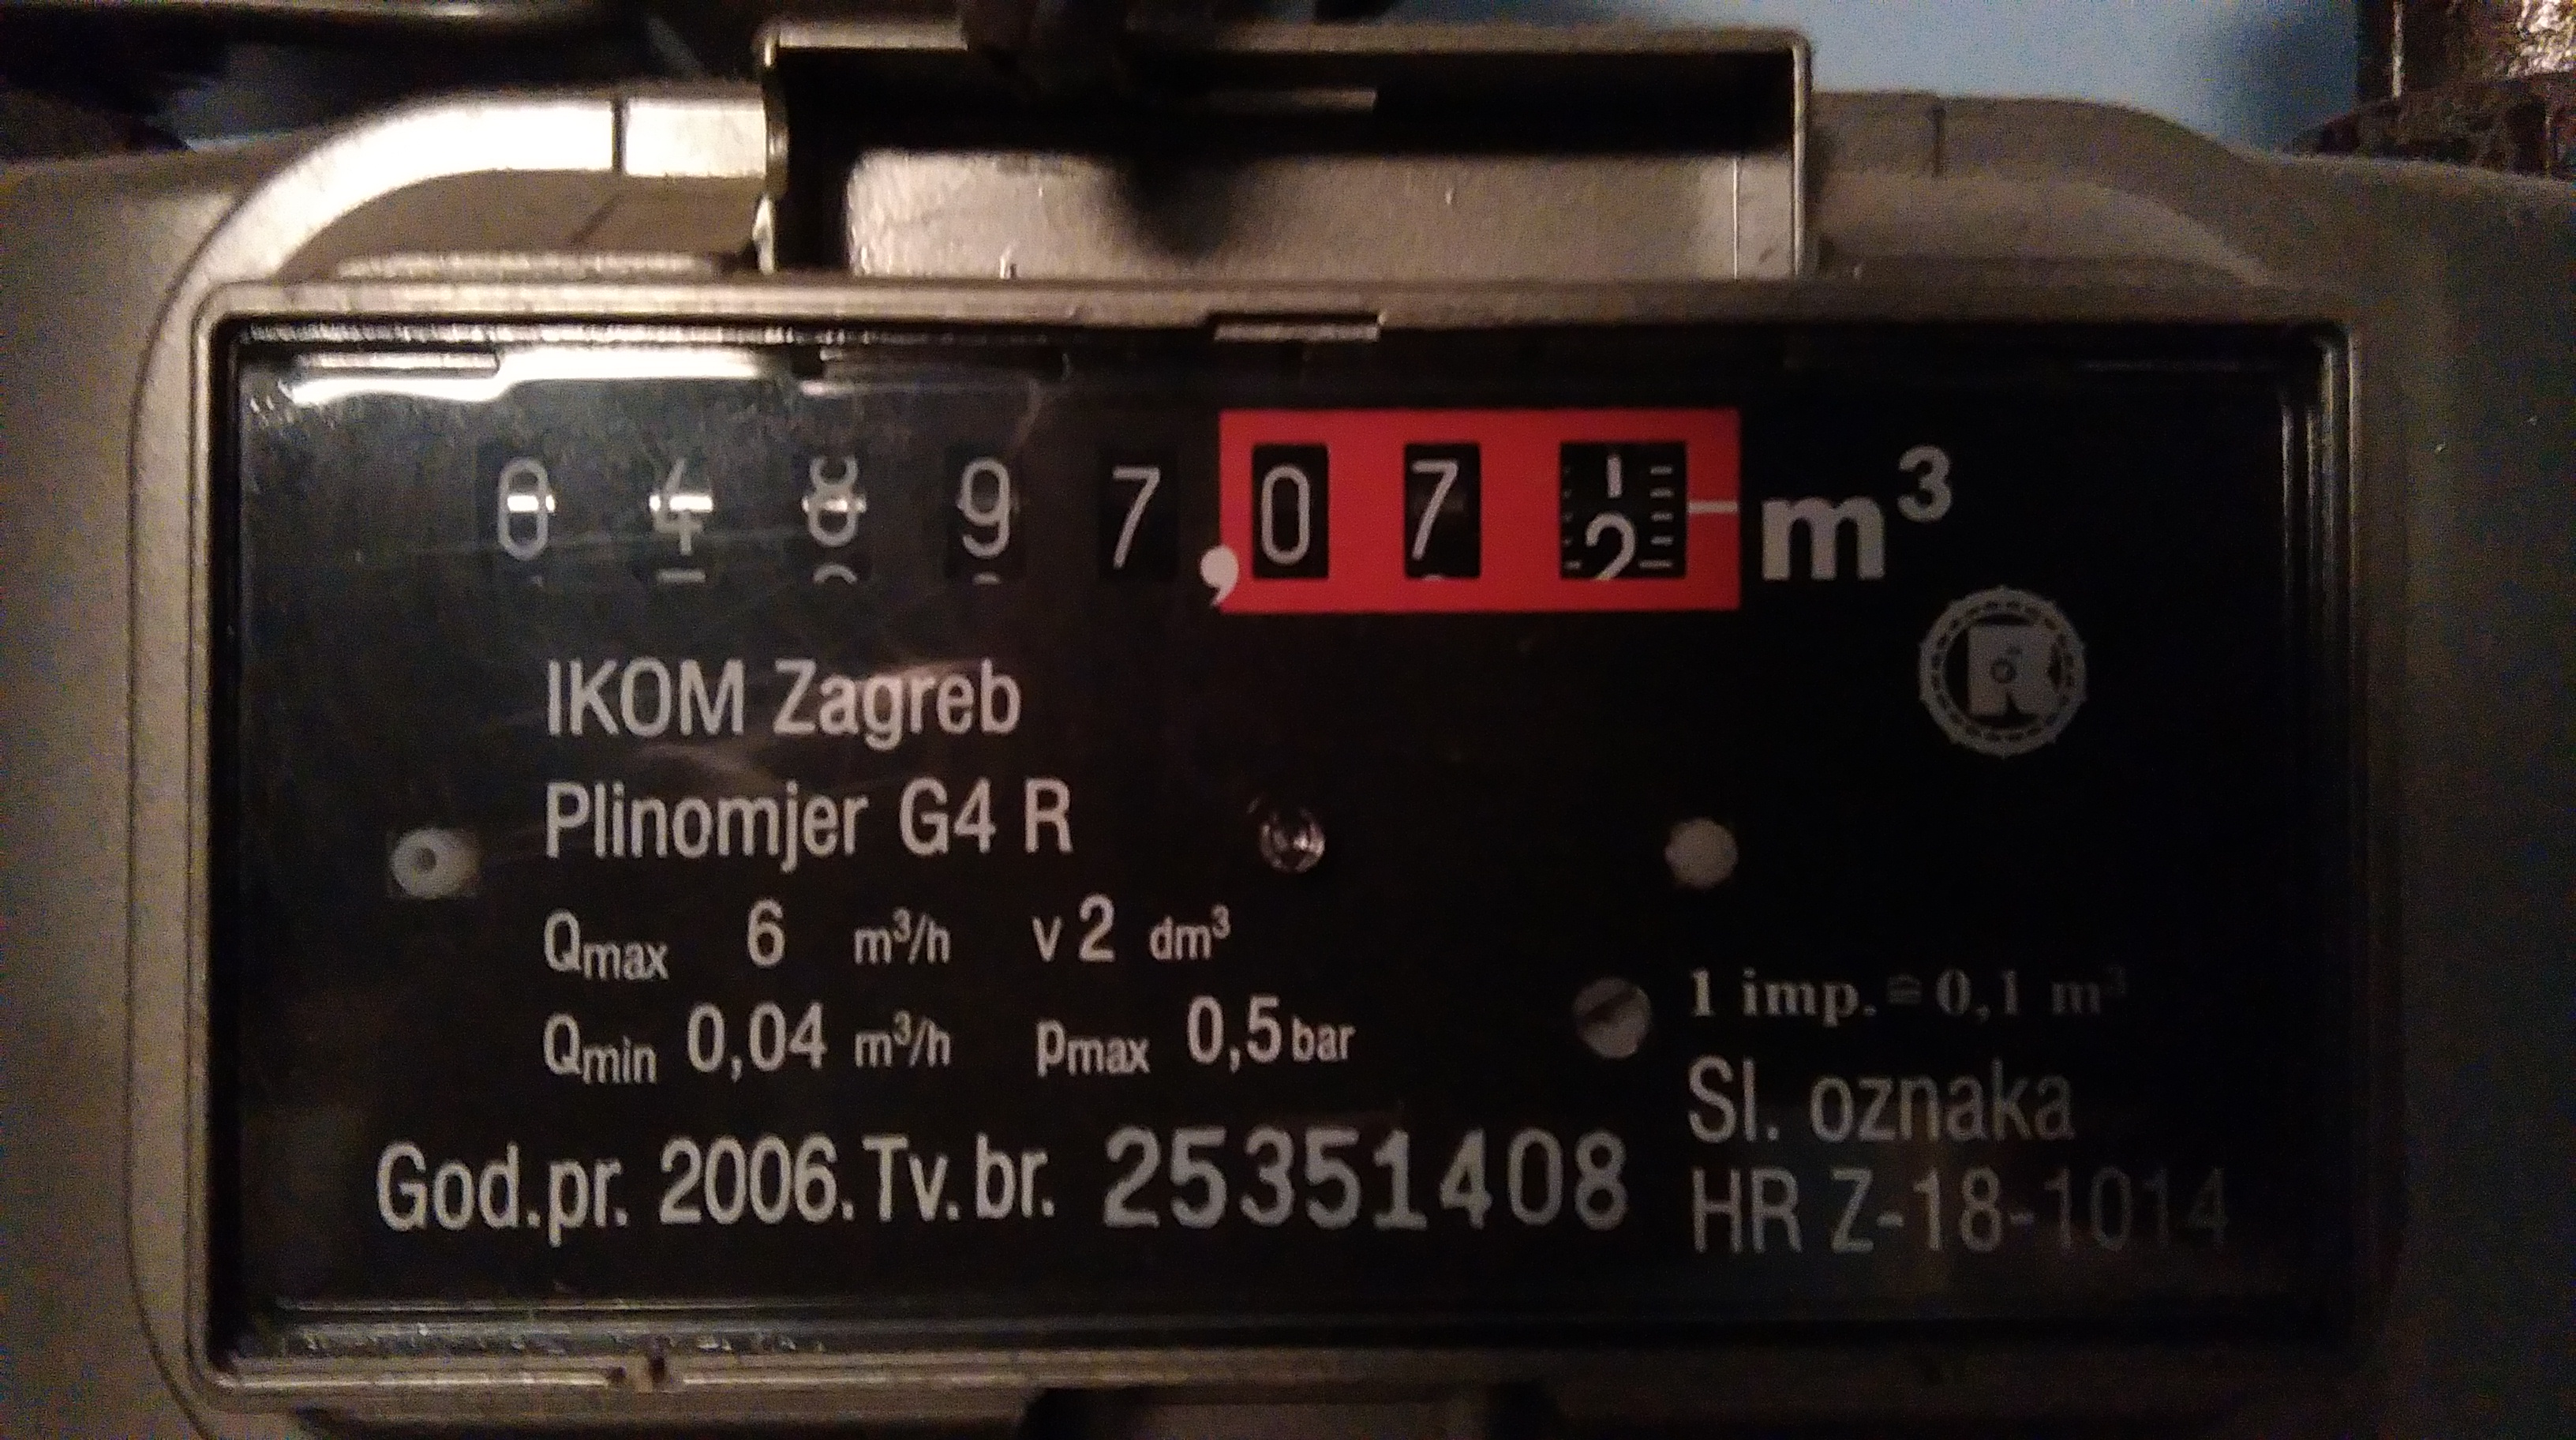 04897,071 m³
IKOM Zagreb
Plinomjer G4 R
Qmax 6 m³/h v 2 dm³
Qmin 0,04 m³/h pmax 0,5 bar
1 imp.≙0,1 m³
Sl. oznaka
HR Z-18-1014
God.pr. 2006. Tv. br. 25351408